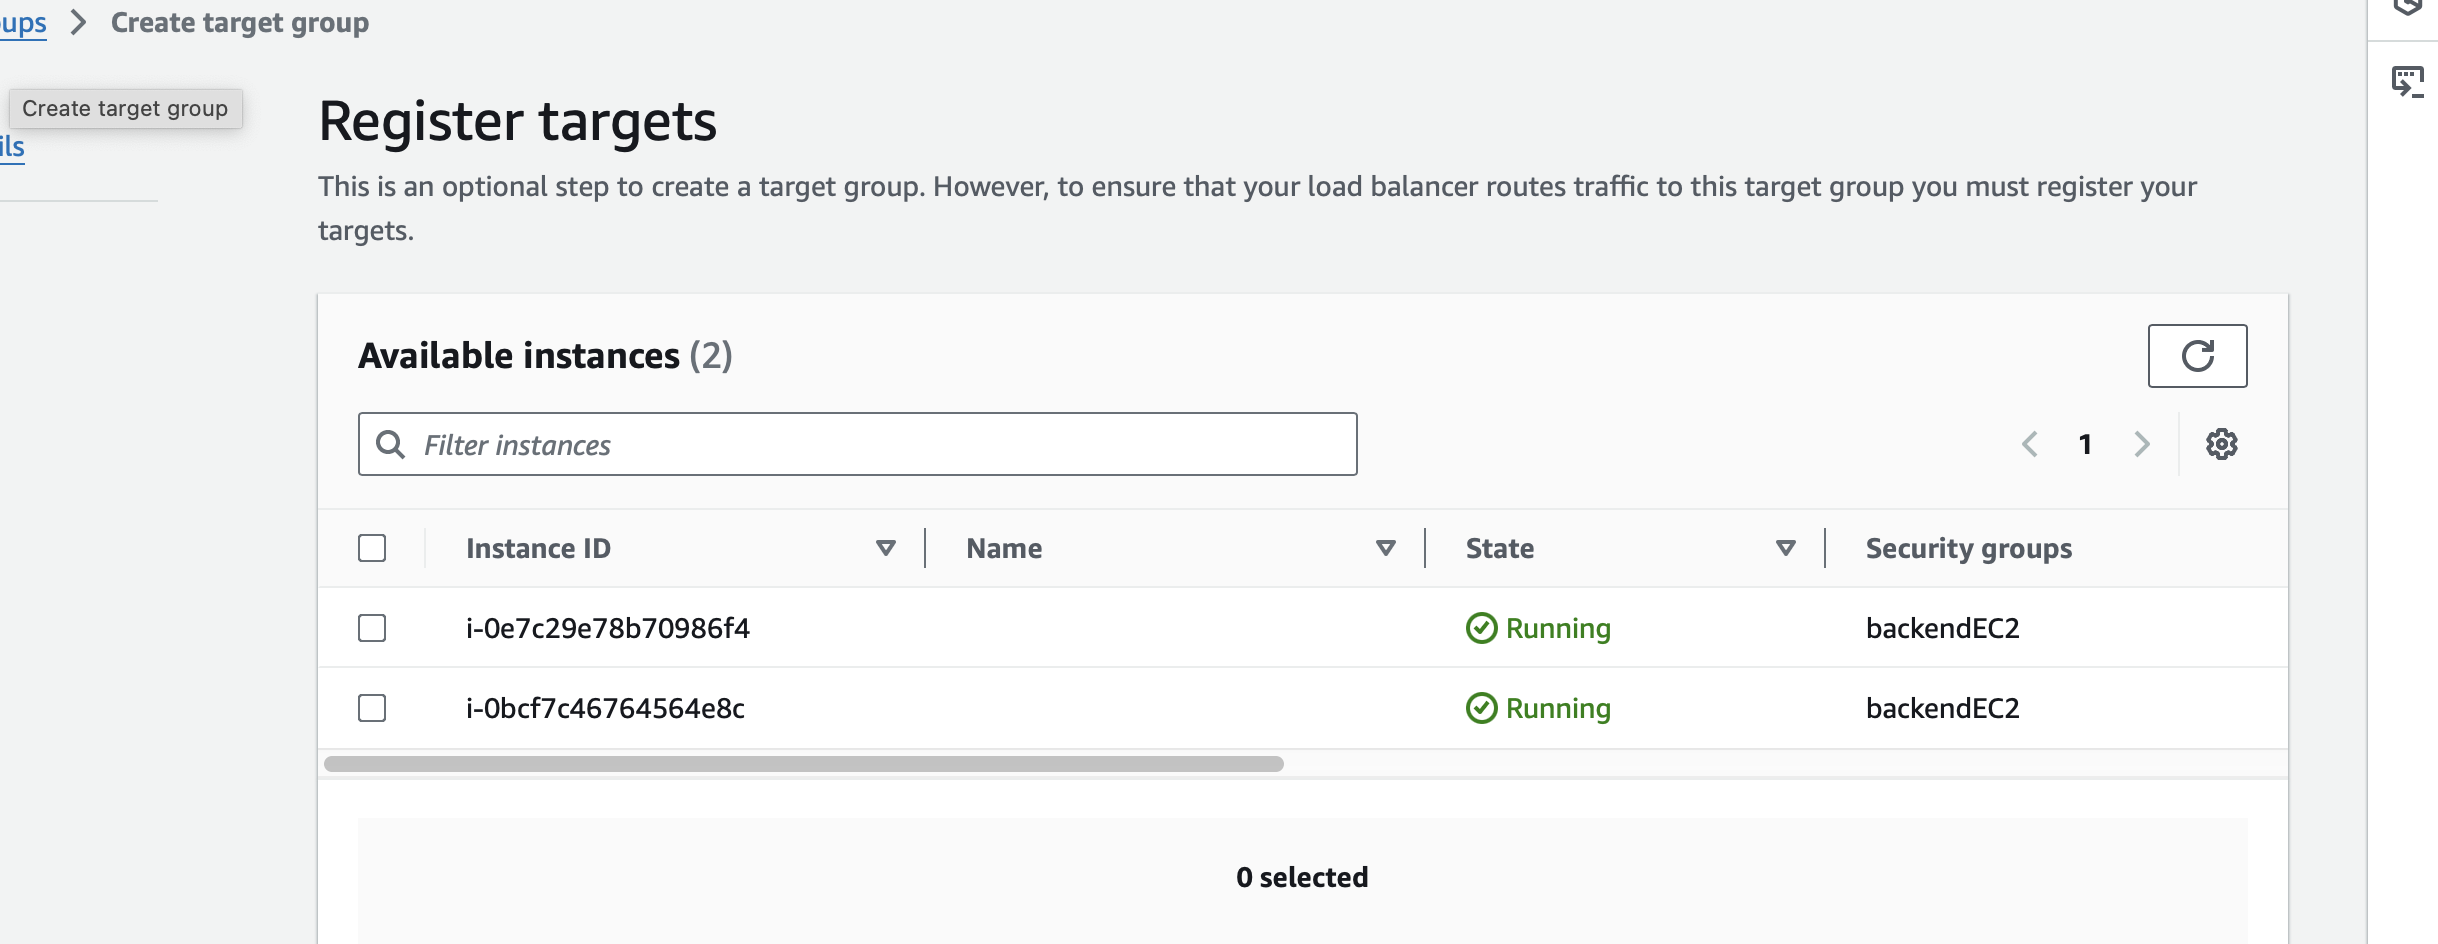 Create target group
Create target group
Register targets
This is an optional step to create a target group. However, to ensure that your load balancer routes traffic to this target group you must register your
targets.
Available instances (2)
Filter instances
1
Instance ID Name State Security groups
i-0e7c29e78b70986f4 Running backendEC2
i-0bcf7c46764564e8c Running backendEC2
0 selected